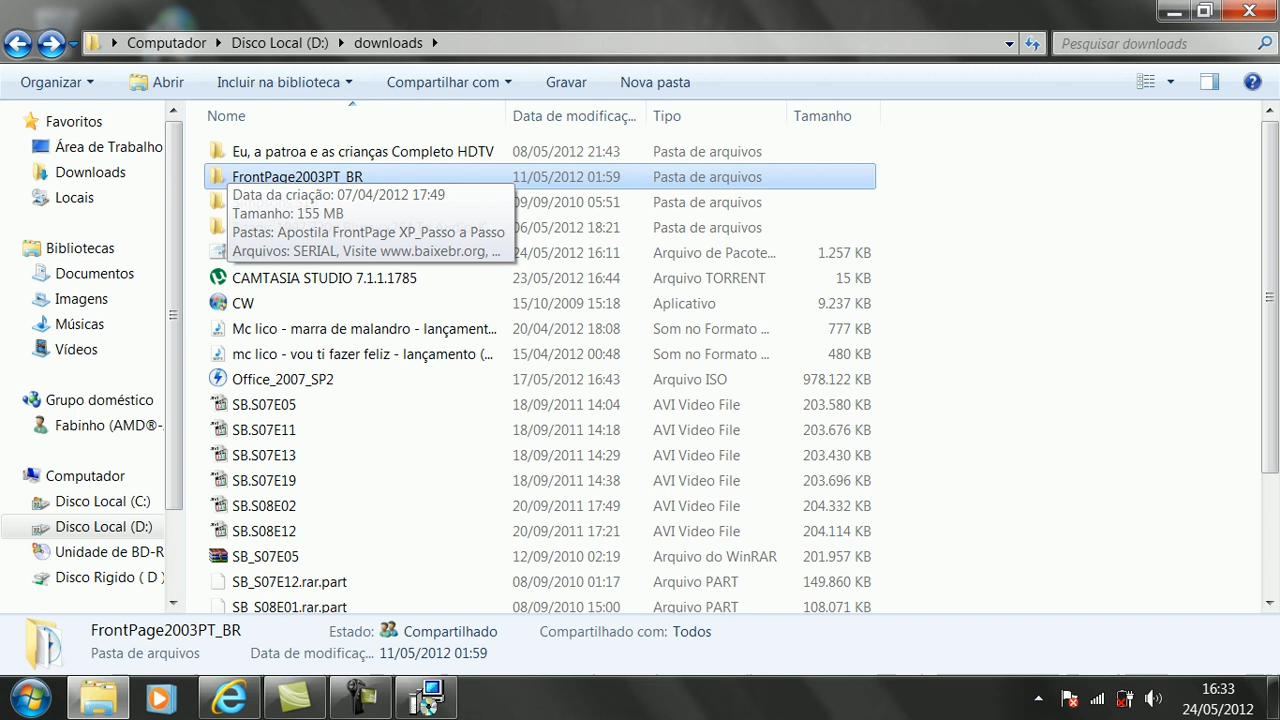 Computador Disco Local (D:) downloads
Pesquisar downloads
Organizar Abrir Incluir na biblioteca Compartilhar com Gravar Nova pasta
Nome Data de modificaç... Tipo Tamanho
Favoritos
Área de Trabalho
Downloads
Locais
Bibliotecas
Documentos
Imagens
Músicas
Vídeos
Grupo doméstico
Fabinho (AMD®-
Computador
Disco Local (C:)
Disco Local (D:)
Unidade de BD-R
Disco Rigido ( D )
Eu, a patroa e as crianças Completo HDTV 08/05/2012 21:43 Pasta de arquivos
FrontPage2003PT_BR 11/05/2012 01:59 Pasta de arquivos
Data da criação: 07/04/2012 17:49
Tamanho: 155 MB
Pastas: Apostila FrontPage XP_Passo a Passo
Arquivos: SERIAL, Visite www.baixebr.org, ...
09/09/2010 05:51 Pasta de arquivos
06/05/2012 18:21 Pasta de arquivos
24/05/2012 16:11 Arquivo de Pacote... 1.257 KB
CAMTASIA STUDIO 7.1.1.1785 23/05/2012 16:44 Arquivo TORRENT 15 KB
CW 15/10/2009 15:18 Aplicativo 9.237 KB
Mc lico - marra de malandro - lançament... 20/04/2012 18:08 Som no Formato ... 777 KB
mc lico - vou ti fazer feliz - lançamento (... 15/04/2012 00:48 Som no Formato ... 480 KB
Office_2007_SP2 17/05/2012 16:43 Arquivo ISO 978.122 KB
SB.S07E05 18/09/2011 14:04 AVI Video File 203.580 KB
SB.S07E11 18/09/2011 14:18 AVI Video File 203.676 KB
SB.S07E13 18/09/2011 14:29 AVI Video File 203.430 KB
SB.S07E19 18/09/2011 14:38 AVI Video File 203.696 KB
SB.S08E02 20/09/2011 17:49 AVI Video File 204.332 KB
SB.S08E12 20/09/2011 17:21 AVI Video File 204.114 KB
SB_S07E05 12/09/2010 02:19 Arquivo do WinRAR 201.957 KB
SB_S07E12.rar.part 08/09/2010 01:17 Arquivo PART 149.860 KB
SB_S08E01.rar.part 08/09/2010 15:00 Arquivo PART 108.071 KB
FrontPage2003PT_BR Estado: Compartilhado Compartilhado com: Todos
Pasta de arquivos Data de modificaç... 11/05/2012 01:59
16:33
24/05/2012